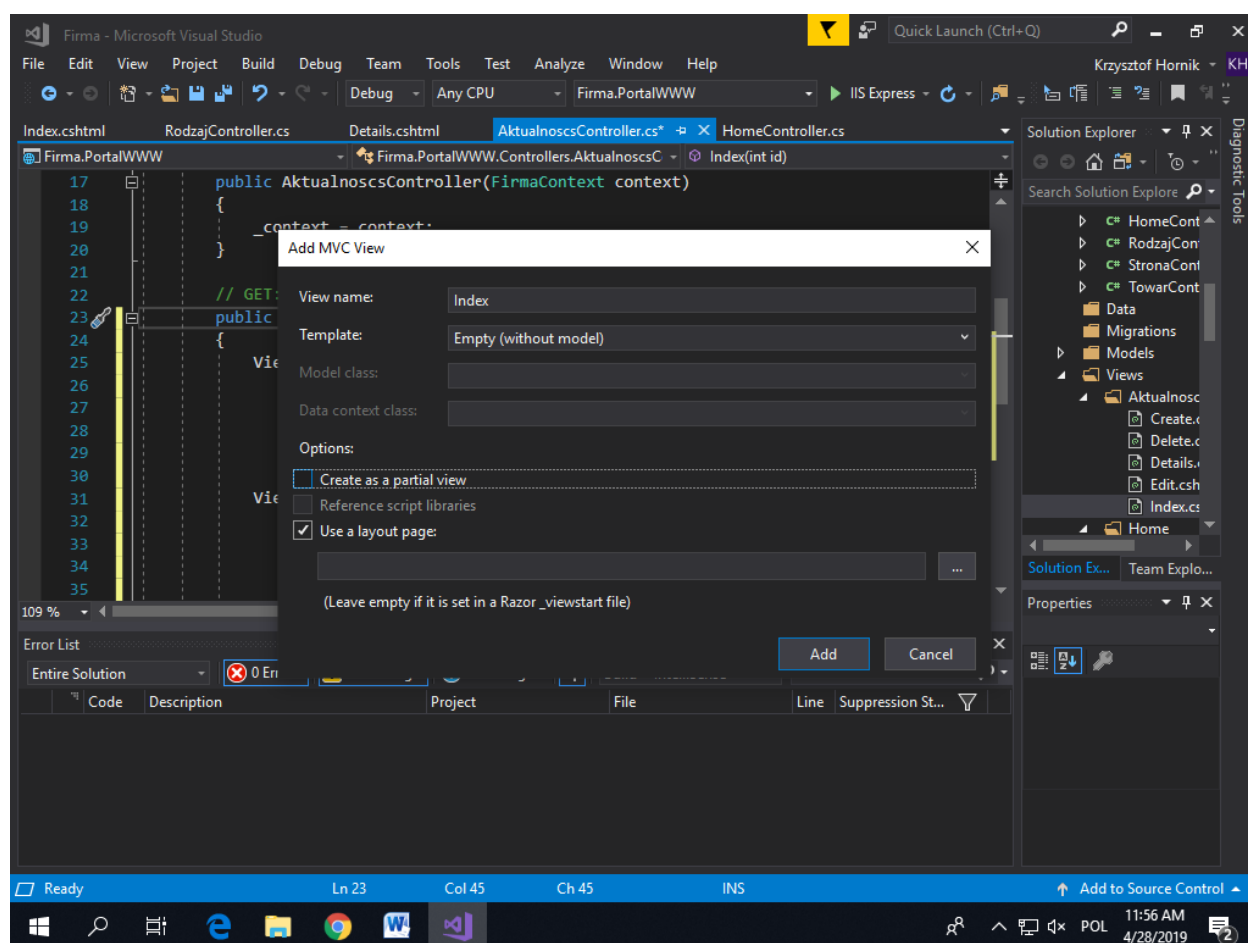 Firma - Microsoft Visual Studio
Quick Launch (Ctrl+Q)
File Edit View Project Build Debug Team Tools Test Analyze Window Help
Krzysztof Hornik KH
Debug Any CPU Firma.PortalWWW IIS Express
Index.cshtml RodzajController.cs Details.cshtml AktualnoscsController.cs* HomeController.cs
Firma.PortalWWW Firma.PortalWWW.Controllers.AktualnoscsC Index(int id)
17 public AktualnoscsController(FirmaContext context)
18 {
19 _context = context;
20 }
21
22 // GET:
23 public
24 {
25 Vie
26
27
28
29
30
31 Vie
32
33
34
35
109 %
Add MVC View
View name: Index
Template: Empty (without model)
Model class:
Data context class:
Options:
Create as a partial view
Reference script libraries
Use a layout page:
...
(Leave empty if it is set in a Razor _viewstart file)
Add Cancel
Solution Explorer
Search Solution Explore
C# HomeCont
C# RodzajCon
C# StronaCont
C# TowarCont
Data
Migrations
Models
Views
Aktualnosc
Create.c
Delete.c
Details.
Edit.csh
Index.cs
Home
Solution Ex... Team Explo...
Properties
Diagnostic Tools
Error List
Entire Solution 0 Err
Code Description Project File Line Suppression St...
Ready Ln 23 Col 45 Ch 45 INS Add to Source Control
POL 11:56 AM
4/28/2019 2